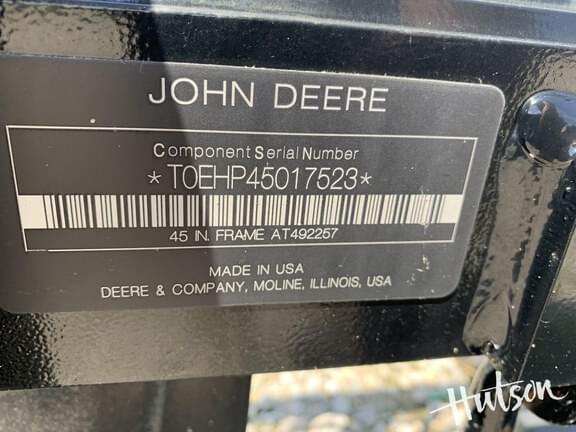 JOHN DEERE
Component Serial Number
*T0EHP45017523*
45 IN. FRAME AT492257
MADE IN USA
DEERE & COMPANY, MOLINE, ILLINOIS, USA
Hutson